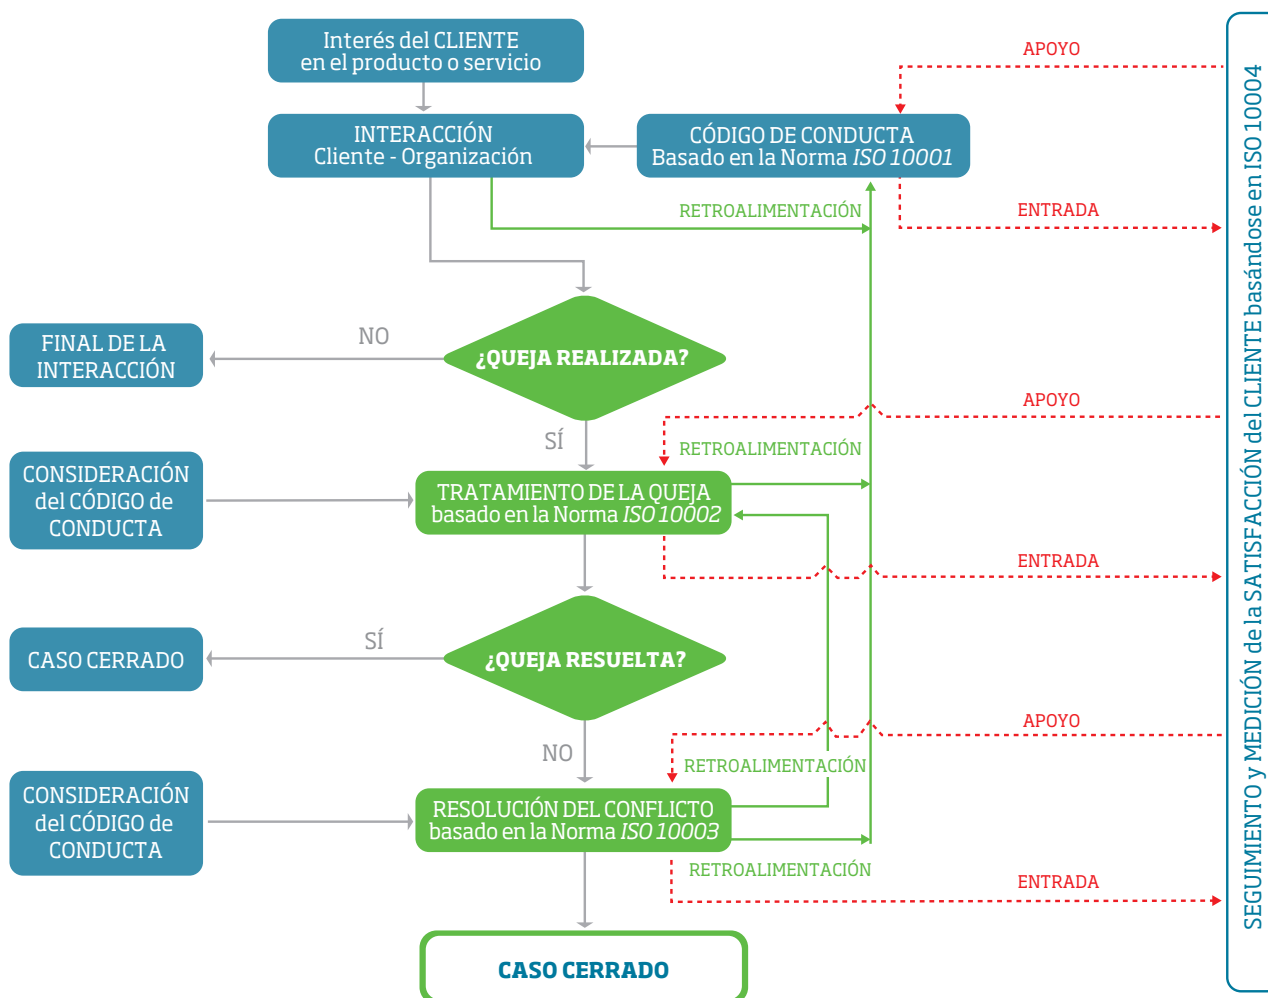 Interés del CLIENTE
en el producto o servicio
APOYO
INTERACCIÓN
Cliente - Organización
CÓDIGO DE CONDUCTA
Basado en la Norma ISO 10001
RETROALIMENTACIÓN
ENTRADA
NO
FINAL DE LA
INTERACCIÓN
¿QUEJA REALIZADA?
APOYO
SÍ
RETROALIMENTACIÓN
CONSIDERACIÓN
del CÓDIGO de
CONDUCTA
TRATAMIENTO DE LA QUEJA
basado en la Norma ISO 10002
ENTRADA
SÍ
CASO CERRADO
¿QUEJA RESUELTA?
APOYO
NO
RETROALIMENTACIÓN
CONSIDERACIÓN
del CÓDIGO de
CONDUCTA
RESOLUCIÓN DEL CONFLICTO
basado en la Norma ISO 10003
RETROALIMENTACIÓN
ENTRADA
CASO CERRADO
SEGUIMIENTO y MEDICIÓN de la SATISFACCIÓN del CLIENTE basándose en ISO 10004